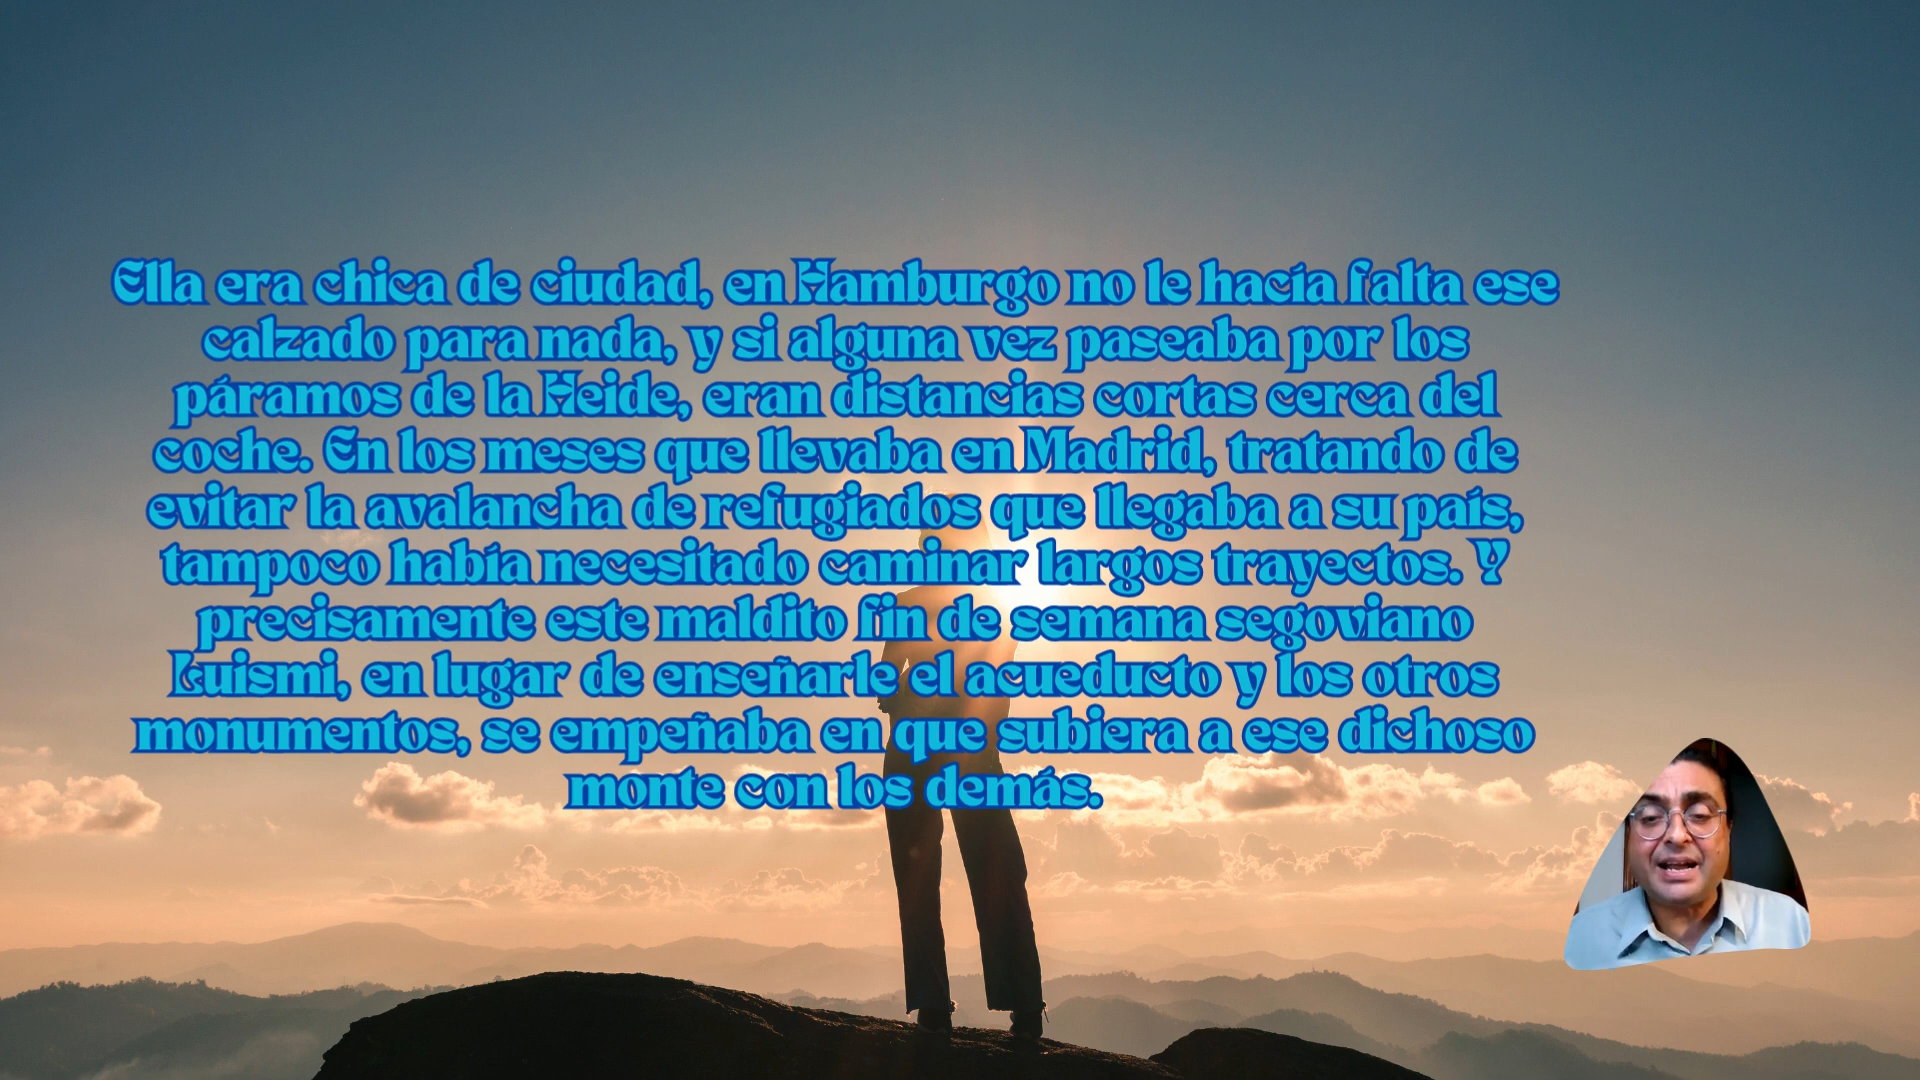 Ella era chica de ciudad, en Hamburgo no le hacía falta ese
calzado para nada, y si alguna vez paseaba por los
páramos de la Heide, eran distancias cortas cerca del
coche. En los meses que llevaba en Madrid, tratando de
evitar la avalancha de refugiados que llegaba a su país,
tampoco había necesitado caminar largos trayectos. Y
precisamente este maldito fin de semana segoviano
Luismi, en lugar de enseñarle el acueducto y los otros
monumentos, se empeñaba en que subiera a ese dichoso
monte con los demás.